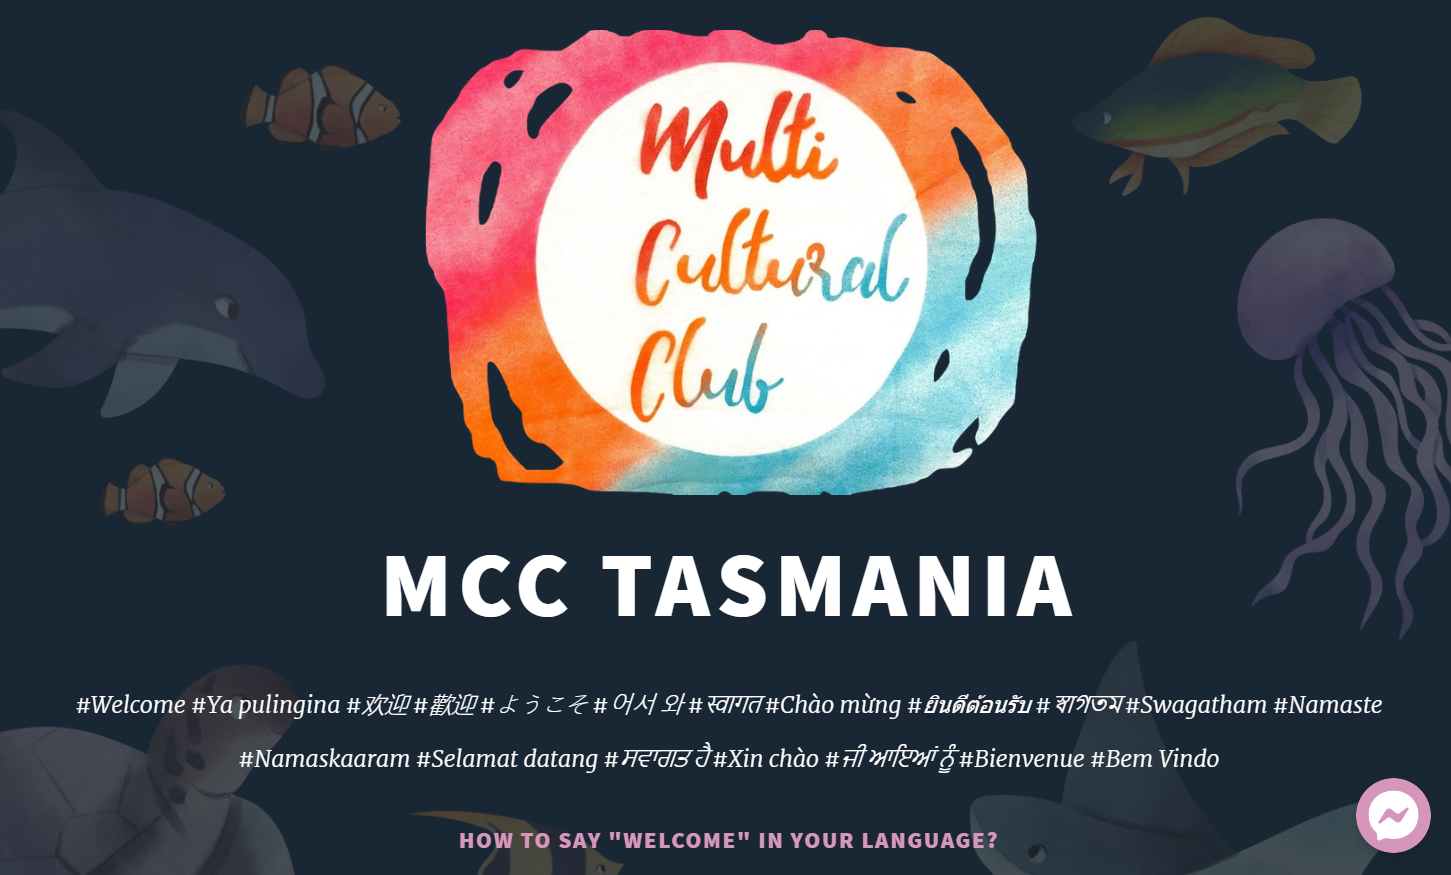 Multi
Cultural
Club
MCC TASMANIA
#Welcome #Ya pulingina #欢迎 #歡迎 #ようこそ #어서 와 #स्वागत #Chào mừng #ยินดีต้อนรับ #স্বাগতম #Swagatham #Namaste
#Namaskaaram #Selamat datang #ਸਵਾਗਤ ਹੈ #Xin chào #ਜੀ ਆਇਆਂ ਨੂੰ #Bienvenue #Bem Vindo
HOW TO SAY "WELCOME" IN YOUR LANGUAGE?